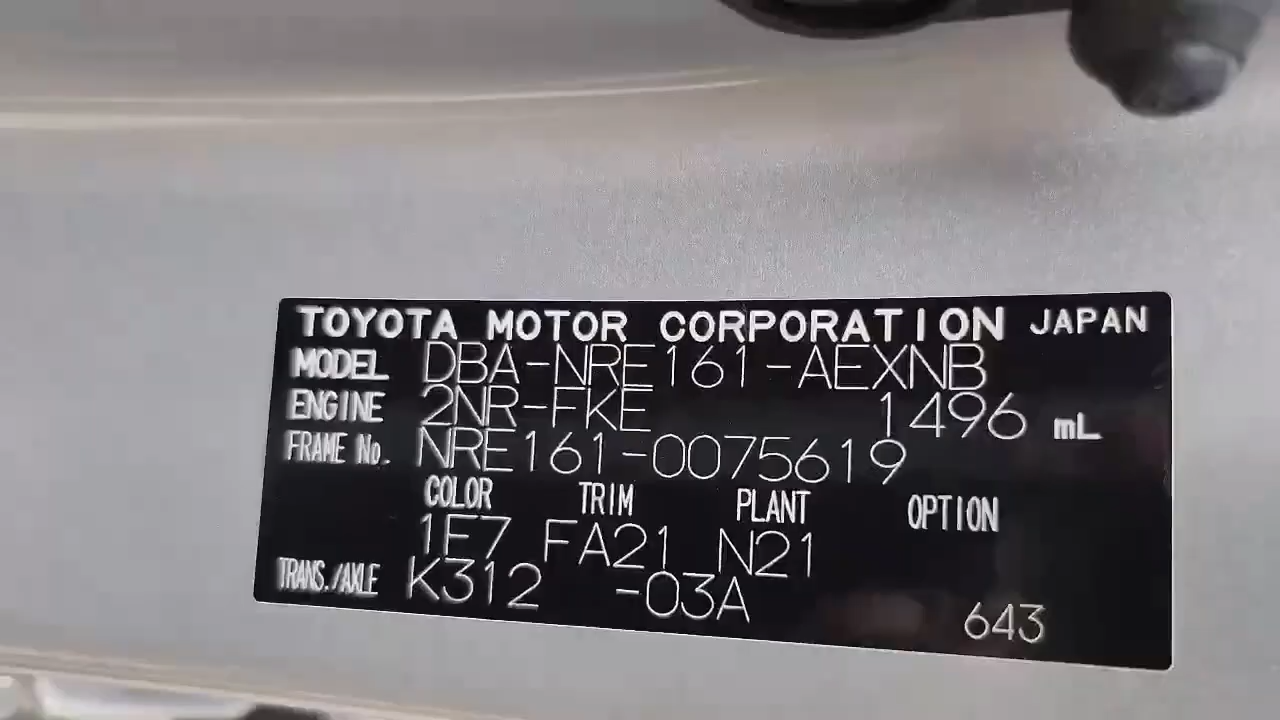 TOYOTA MOTOR CORPORATION JAPAN
MODEL DBA-NRE161-AEXNB
ENGINE 2NR-FKE 1496 mL
FRAME No. NRE161-0075619
COLOR TRIM PLANT OPTION
1F7 FA21 N21
TRANS./AXLE K312 -03A
643